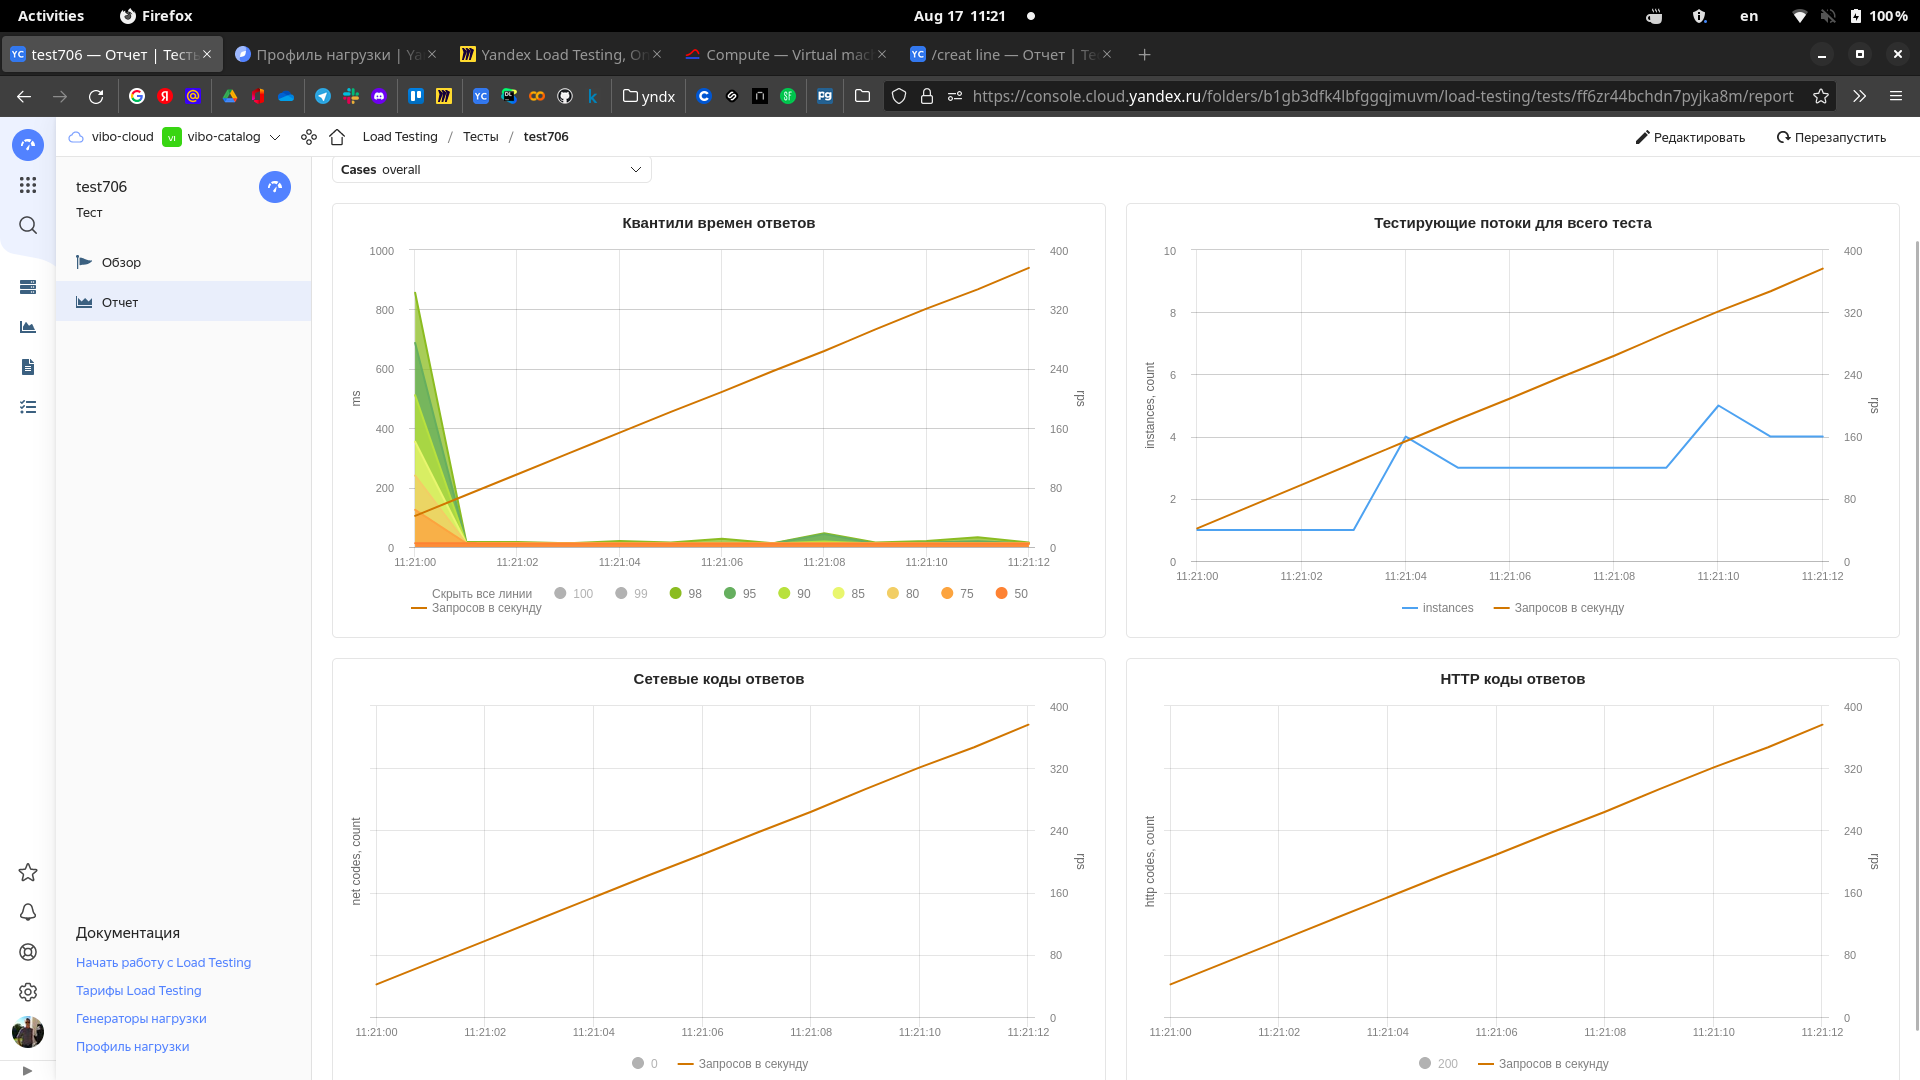 Activities Firefox Aug 17 11:21 en 100 %
test706 — Отчет | Тесть Профиль нагрузки | Ya Yandex Load Testing, On Compute — Virtual mac /creat line — Отчет | Те
yndx https://console.cloud.yandex.ru/folders/b1gb3dfk4lbfggqjmuvm/load-testing/tests/ff6zr44bchdn7pyjka8m/report
vibo-cloud vibo-catalog Load Testing / Тесты / test706 Редактировать Перезапустить
test706
Тест
Обзор
Отчет
Документация
Начать работу с Load Testing
Тарифы Load Testing
Генераторы нагрузки
Профиль нагрузки
Cases overall
Квантили времен ответов
1000
800
600
400
200
0
ms
400
320
240
160
80
0
rps
11:21:00 11:21:02 11:21:04 11:21:06 11:21:08 11:21:10 11:21:12
Скрыть все линии 100 99 98 95 90 85 80 75 50
Запросов в секунду
Тестирующие потоки для всего теста
10
8
6
4
2
0
instances, count
400
320
240
160
80
0
rps
11:21:00 11:21:02 11:21:04 11:21:06 11:21:08 11:21:10 11:21:12
instances Запросов в секунду
Сетевые коды ответов
net codes, count
400
320
240
160
80
0
rps
11:21:00 11:21:02 11:21:04 11:21:06 11:21:08 11:21:10 11:21:12
0 Запросов в секунду
HTTP коды ответов
http codes, count
400
320
240
160
80
0
rps
11:21:00 11:21:02 11:21:04 11:21:06 11:21:08 11:21:10 11:21:12
200 Запросов в секунду